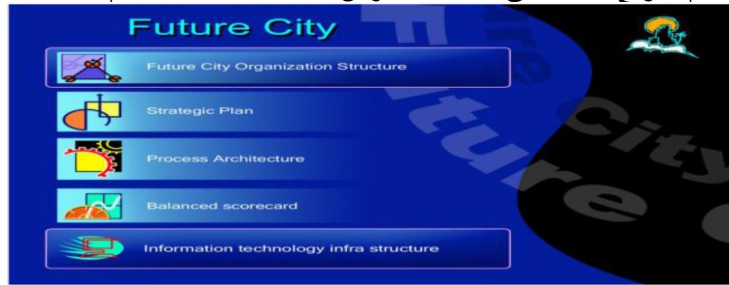 Future City
Future City Organization Structure
Strategic Plan
Process Architecture
Balanced scorecard
Information technology infra structure